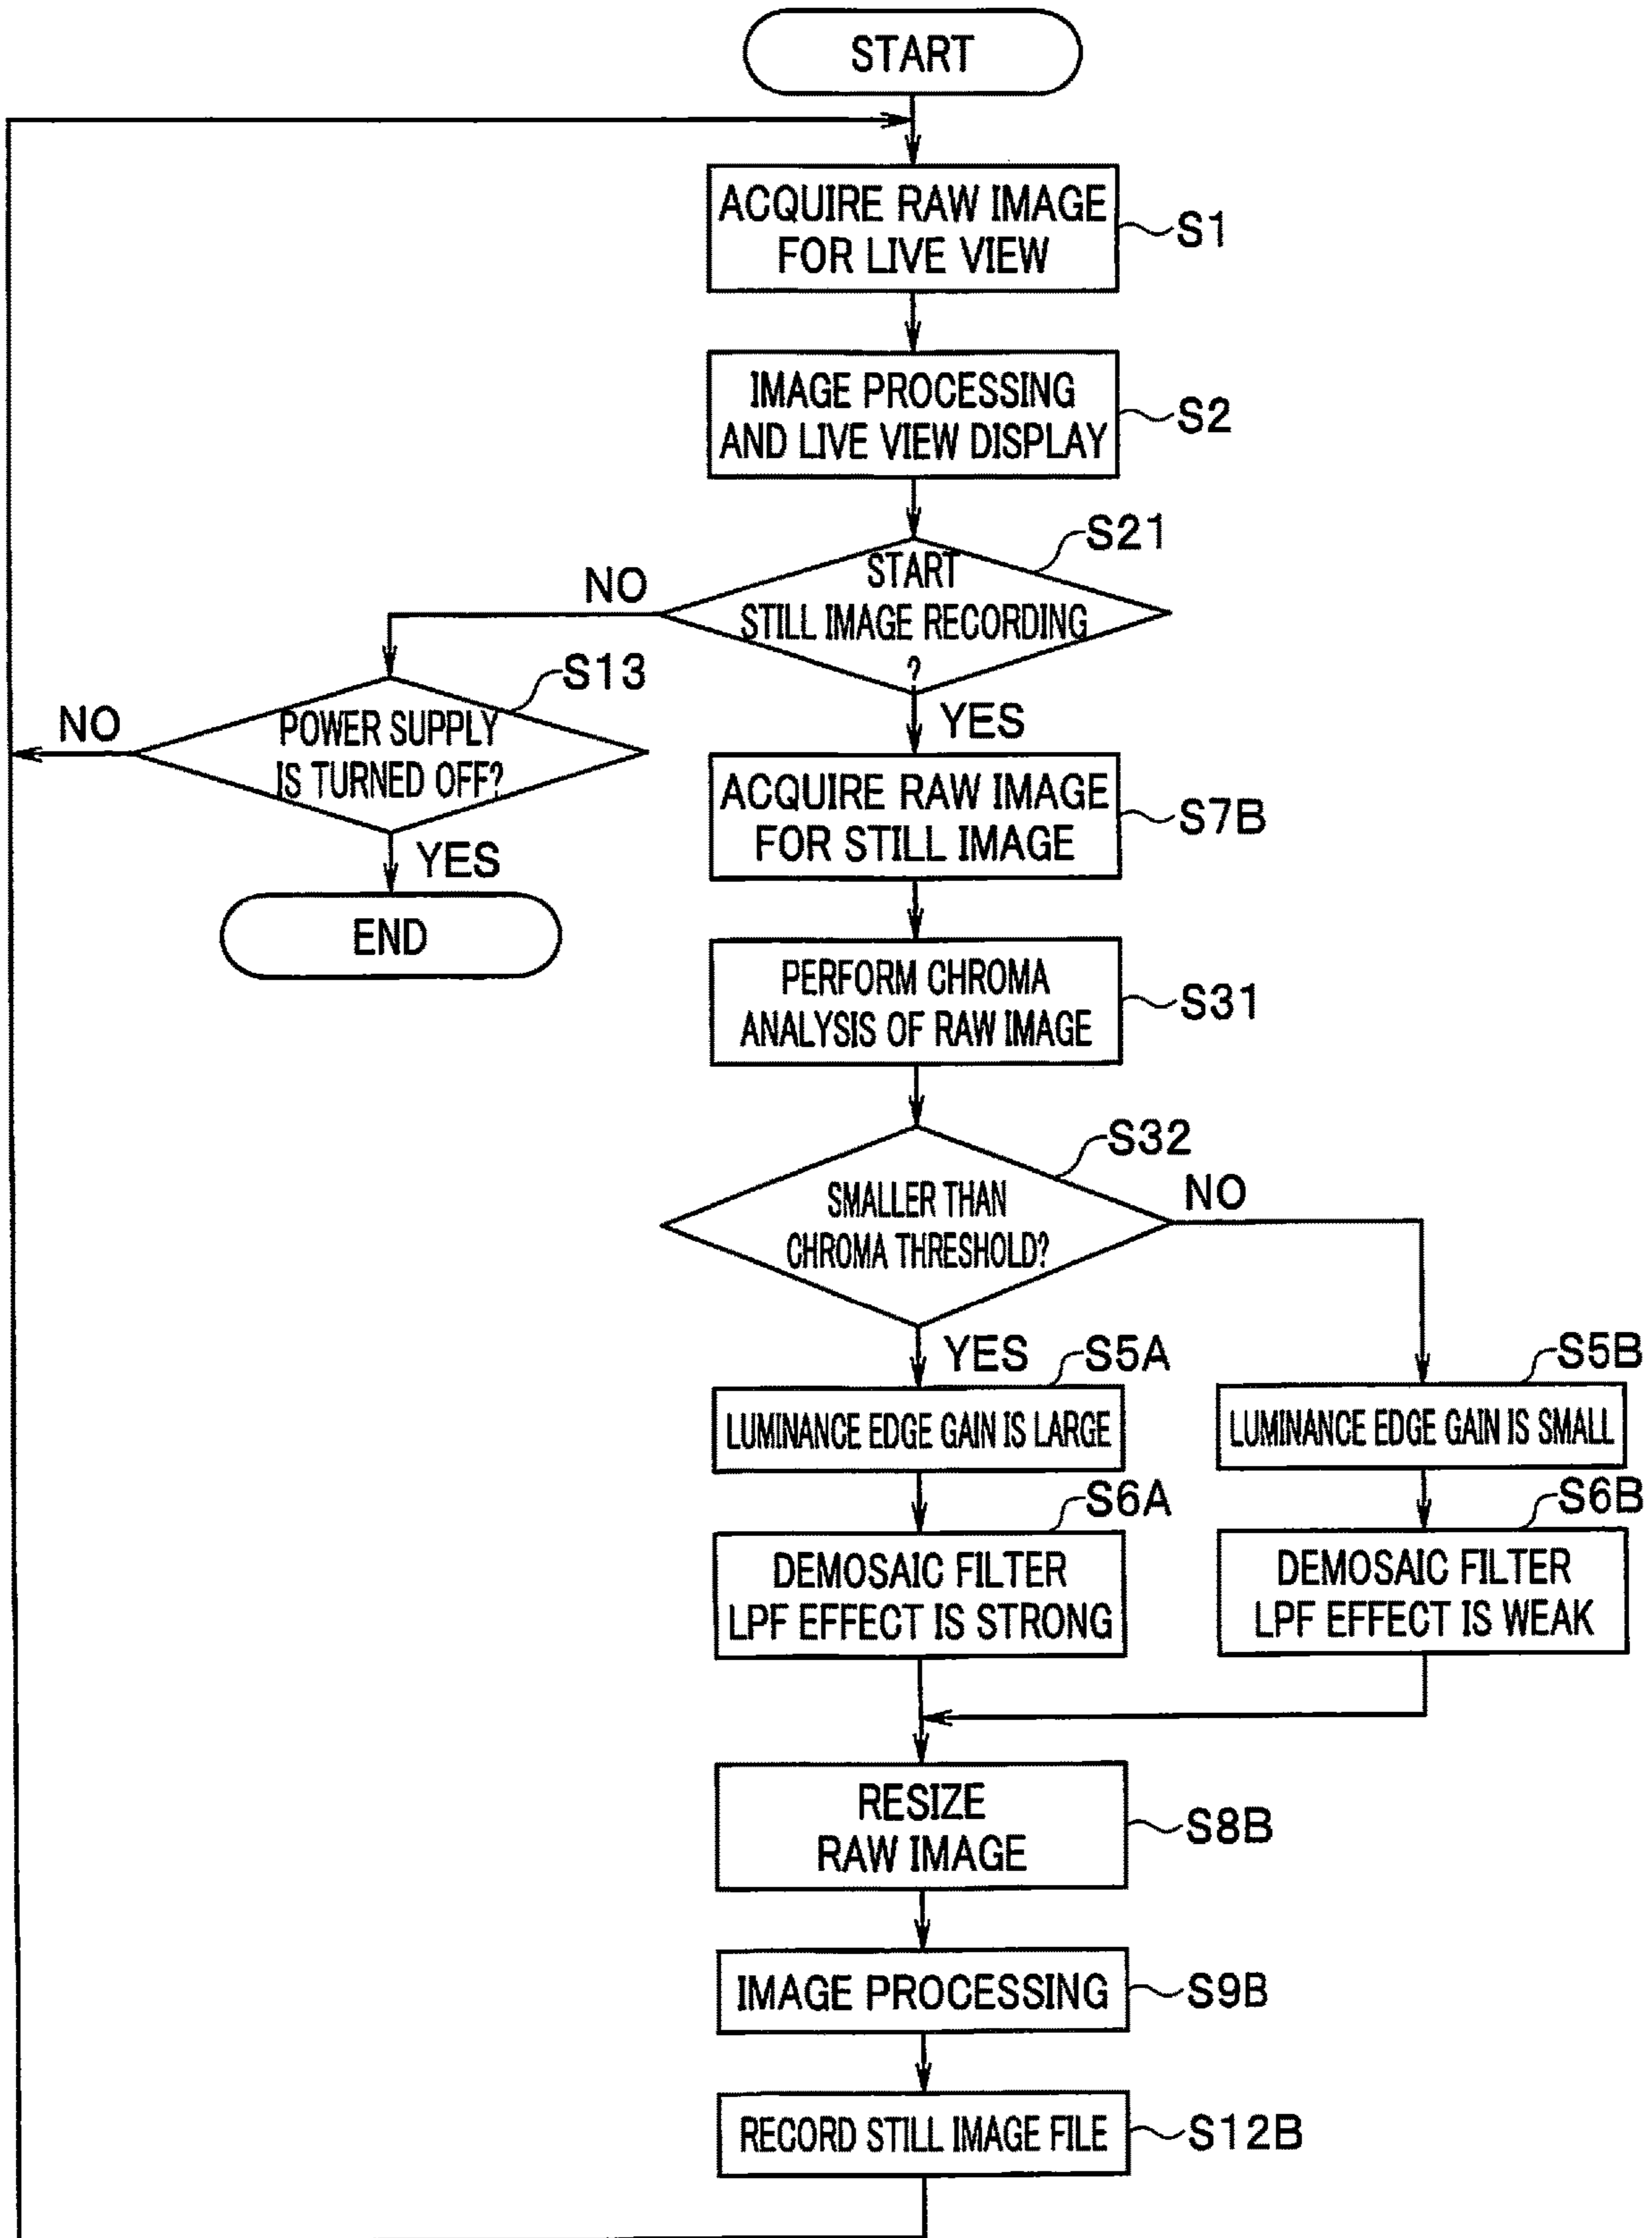 START
ACQUIRE RAW IMAGE
FOR LIVE VIEW
S1
IMAGE PROCESSING
AND LIVE VIEW DISPLAY
S2
S21
START
STILL IMAGE RECORDING
?
NO
YES
S13
POWER SUPPLY
IS TURNED OFF?
NO
YES
END
ACQUIRE RAW IMAGE
FOR STILL IMAGE
S7B
PERFORM CHROMA
ANALYSIS OF RAW IMAGE
S31
S32
SMALLER THAN
CHROMA THRESHOLD?
NO
YES
S5A
LUMINANCE EDGE GAIN IS LARGE
S5B
LUMINANCE EDGE GAIN IS SMALL
S6A
DEMOSAIC FILTER
LPF EFFECT IS STRONG
S6B
DEMOSAIC FILTER
LPF EFFECT IS WEAK
RESIZE
RAW IMAGE
S8B
IMAGE PROCESSING
S9B
RECORD STILL IMAGE FILE
S12B